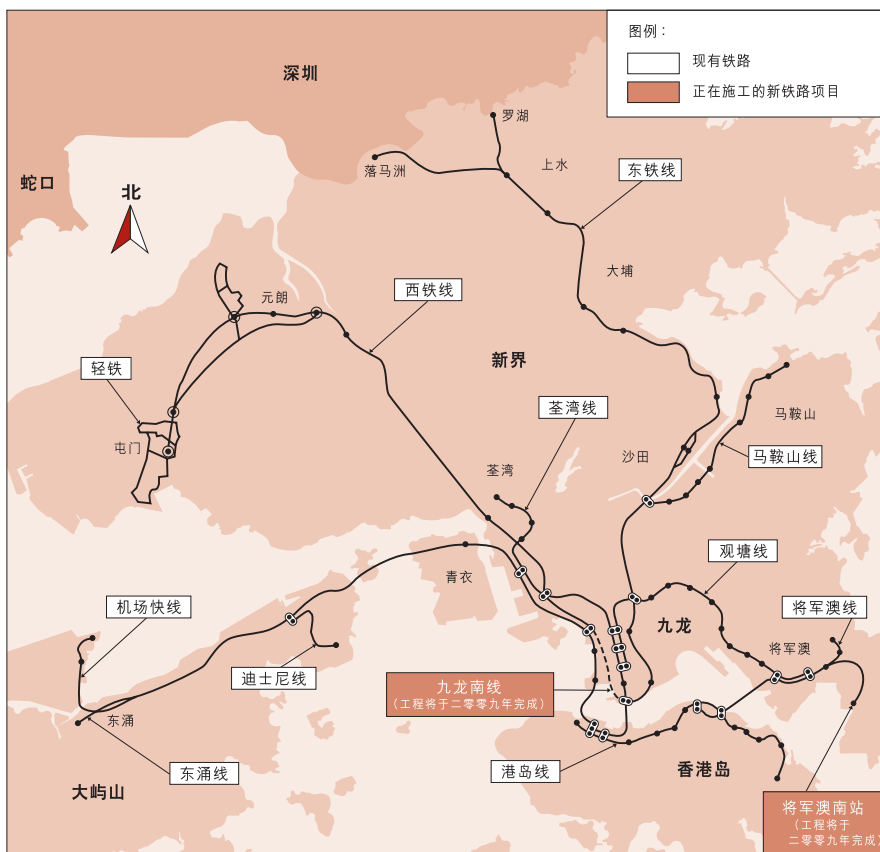 图例：
现有铁路
正在施工的新铁路项目
深圳
罗湖
落马洲
上水
东铁线
蛇口
北
大埔
元朗
西铁线
新界
轻铁
荃湾线
马鞍山
屯门
荃湾
沙田
马鞍山线
观塘线
青衣
机场快线
九龙
将军澳线
将军澳
迪士尼线
九龙南线
（工程将于二零零九年完成）
东涌
东涌线
港岛线
香港岛
大屿山
将军澳南站
（工程将于
二零零九年完成）